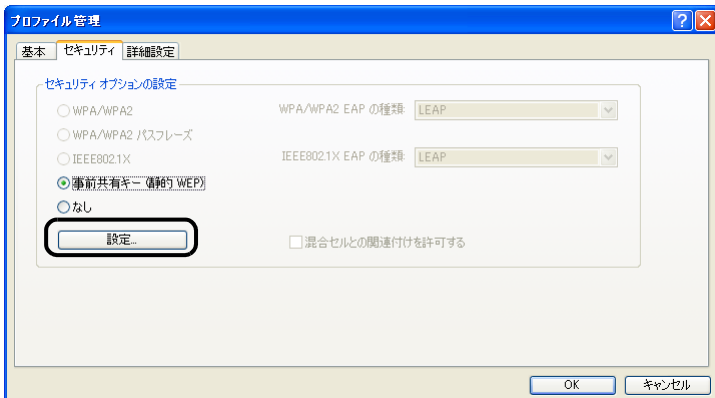 プロファイル管理
基本 セキュリティ 詳細設定
セキュリティ オプションの設定
WPA/WPA2 WPA/WPA2 EAP の種類: LEAP
WPA/WPA2 パスフレーズ
IEEE802.1X IEEE802.1X EAP の種類: LEAP
事前共有キー (静的 WEP)
なし
設定... 混合セルとの関連付けを許可する
OK キャンセル